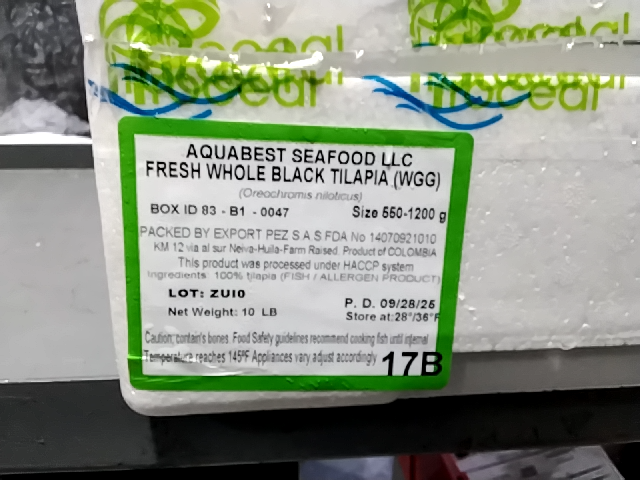 AQUABEST SEAFOOD LLC
FRESH WHOLE BLACK TILAPIA (WGG)
(Oreochromis niloticus)
BOX ID 83 - B1 - 0047 Size 550-1200 g
PACKED BY EXPORT PEZ S.A.S FDA No 14070921010
KM 12 via al sur Neiva-Huila-Farm Raised. Product of COLOMBIA
This product was processed under HACCP system
Ingredients: 100% tilapia (FISH / ALLERGEN PRODUCT)
LOT: ZUI0 P. D. 09/28/25
Net Weight: 10 LB Store at:28°/36°F
Caution: contain's bones. Food Safety guidelines recommend cooking fish until internal
Temperature reaches 145ºF Appliances vary adjust accordingly 17B